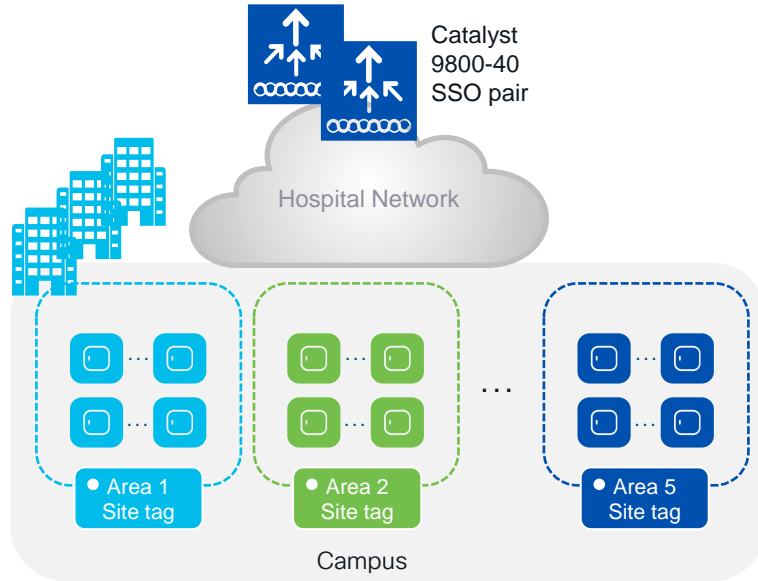 Catalyst
9800-40
SSO pair
Hospital Network
...
... ... ...
... ... ...
Area 1
Site tag
Area 2
Site tag
Area 5
Site tag
Campus